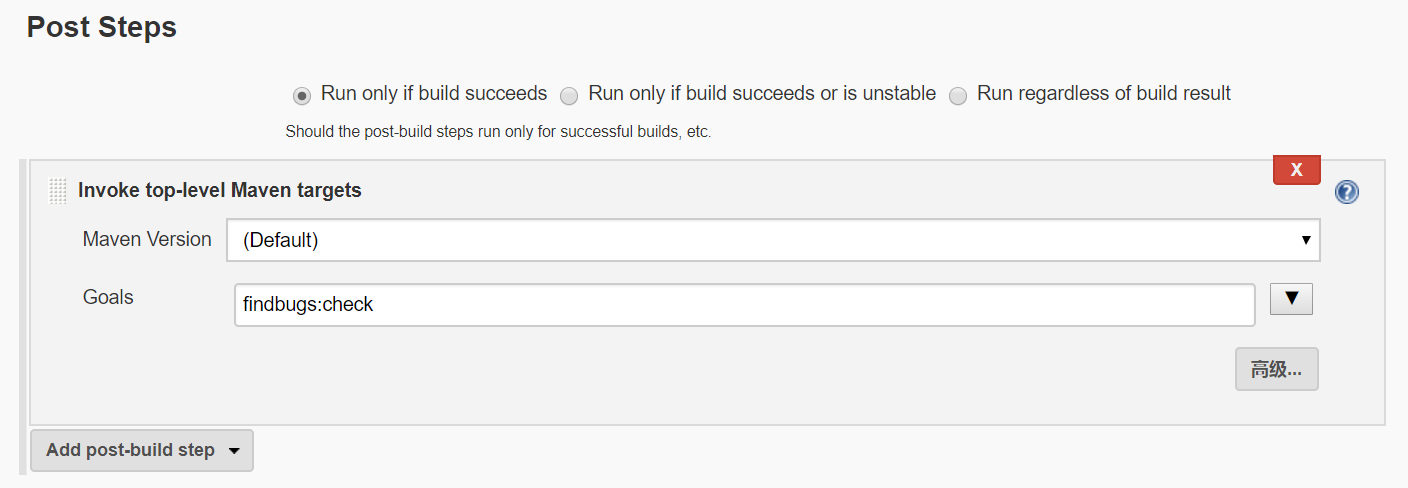 Post Steps
Run only if build succeeds Run only if build succeeds or is unstable Run regardless of build result
Should the post-build steps run only for successful builds, etc.
X
Invoke top-level Maven targets
?
Maven Version (Default)
Goals findbugs:check
高级...
Add post-build step